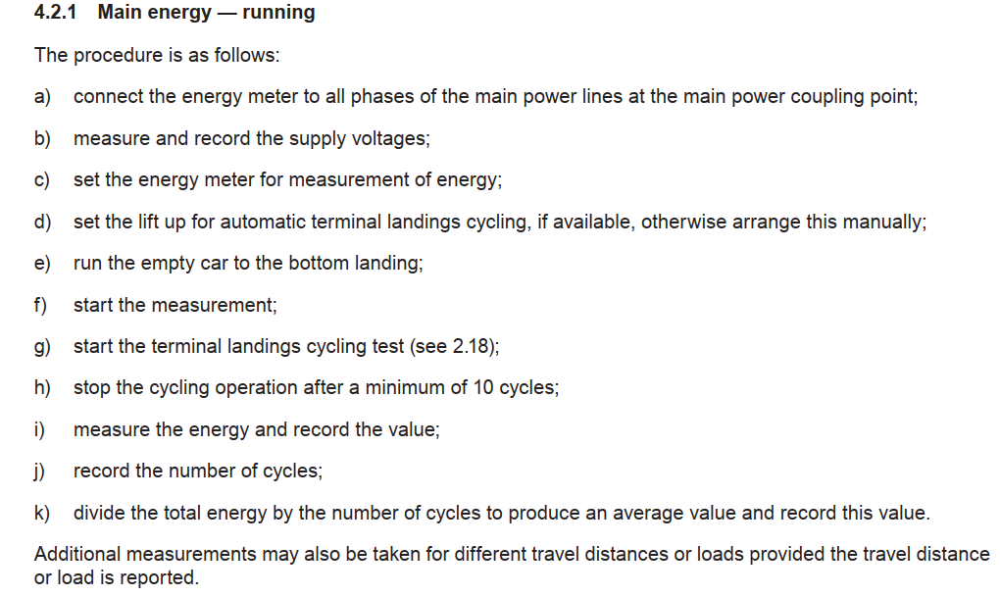 4.2.1 Main energy — running
The procedure is as follows:
a) connect the energy meter to all phases of the main power lines at the main power coupling point;
b) measure and record the supply voltages;
c) set the energy meter for measurement of energy;
d) set the lift up for automatic terminal landings cycling, if available, otherwise arrange this manually;
e) run the empty car to the bottom landing;
f) start the measurement;
g) start the terminal landings cycling test (see 2.18);
h) stop the cycling operation after a minimum of 10 cycles;
i) measure the energy and record the value;
j) record the number of cycles;
k) divide the total energy by the number of cycles to produce an average value and record this value.
Additional measurements may also be taken for different travel distances or loads provided the travel distance
or load is reported.